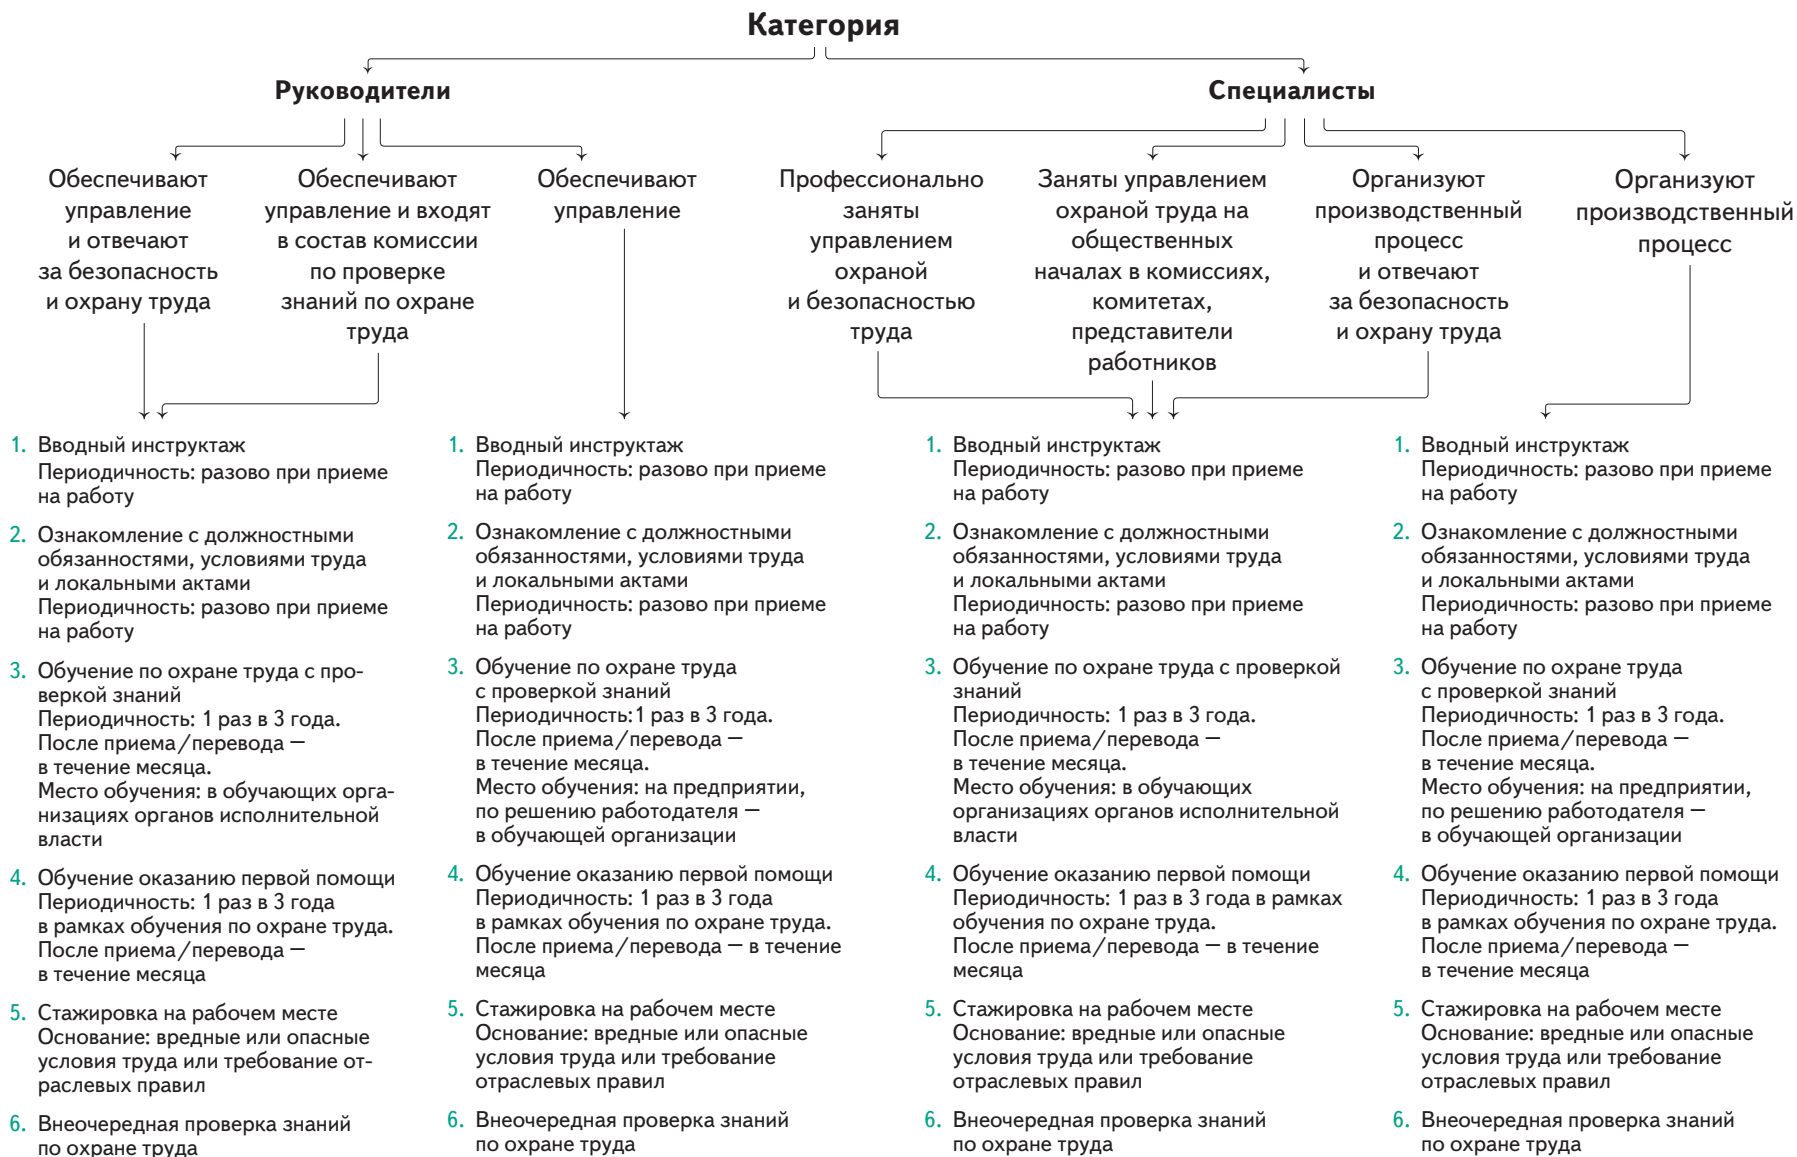 Категория
Руководители
Специалисты
Обеспечивают
управление
и отвечают
за безопасность
и охрану труда
Обеспечивают
управление и входят
в состав комиссии
по проверке
знаний по охране
труда
Обеспечивают
управление
Профессионально
заняты
управлением
охраной
и безопасностью
труда
Заняты управлением
охраной труда на
общественных
началах в комиссиях,
комитетах,
представители
работников
Организуют
производственный
процесс
и отвечают
за безопасность
и охрану труда
Организуют
производственный
процесс
1. Вводный инструктаж
Периодичность: разово при приеме
на работу
2. Ознакомление с должностными
обязанностями, условиями труда
и локальными актами
Периодичность: разово при приеме
на работу
3. Обучение по охране труда с про-
веркой знаний
Периодичность: 1 раз в 3 года.
После приема/перевода —
в течение месяца.
Место обучения: в обучающих орга-
низациях органов исполнительной
власти
4. Обучение оказанию первой помощи
Периодичность: 1 раз в 3 года
в рамках обучения по охране труда.
После приема/перевода —
в течение месяца
5. Стажировка на рабочем месте
Основание: вредные или опасные
условия труда или требование от-
раслевых правил
6. Внеочередная проверка знаний
по охране труда
1. Вводный инструктаж
Периодичность: разово при приеме
на работу
2. Ознакомление с должностными
обязанностями, условиями труда
и локальными актами
Периодичность: разово при приеме
на работу
3. Обучение по охране труда
с проверкой знаний
Периодичность:1 раз в 3 года.
После приема/перевода —
в течение месяца.
Место обучения: на предприятии,
по решению работодателя —
в обучающей организации
4. Обучение оказанию первой помощи
Периодичность: 1 раз в 3 года
в рамках обучения по охране труда.
После приема/перевода — в течение
месяца
5. Стажировка на рабочем месте
Основание: вредные или опасные
условия труда или требование
отраслевых правил
6. Внеочередная проверка знаний
по охране труда
1. Вводный инструктаж
Периодичность: разово при приеме
на работу
2. Ознакомление с должностными
обязанностями, условиями труда
и локальными актами
Периодичность: разово при приеме
на работу
3. Обучение по охране труда с проверкой
знаний
Периодичность: 1 раз в 3 года.
После приема/перевода —
в течение месяца.
Место обучения: в обучающих
организациях органов исполнительной
власти
4. Обучение оказанию первой помощи
Периодичность: 1 раз в 3 года в рамках
обучения по охране труда.
После приема/перевода — в течение
месяца
5. Стажировка на рабочем месте
Основание: вредные или опасные
условия труда или требование
отраслевых правил
6. Внеочередная проверка знаний
по охране труда
1. Вводный инструктаж
Периодичность: разово при приеме
на работу
2. Ознакомление с должностными
обязанностями, условиями труда
и локальными актами
Периодичность: разово при приеме
на работу
3. Обучение по охране труда
с проверкой знаний
Периодичность: 1 раз в 3 года.
После приема/перевода —
в течение месяца.
Место обучения: на предприятии,
по решению работодателя —
в обучающей организации
4. Обучение оказанию первой помощи
Периодичность: 1 раз в 3 года
в рамках обучения по охране труда.
После приема/перевода —
в течение месяца
5. Стажировка на рабочем месте
Основание: вредные или опасные
условия труда или требование
отраслевых правил
6. Внеочередная проверка знаний
по охране труда